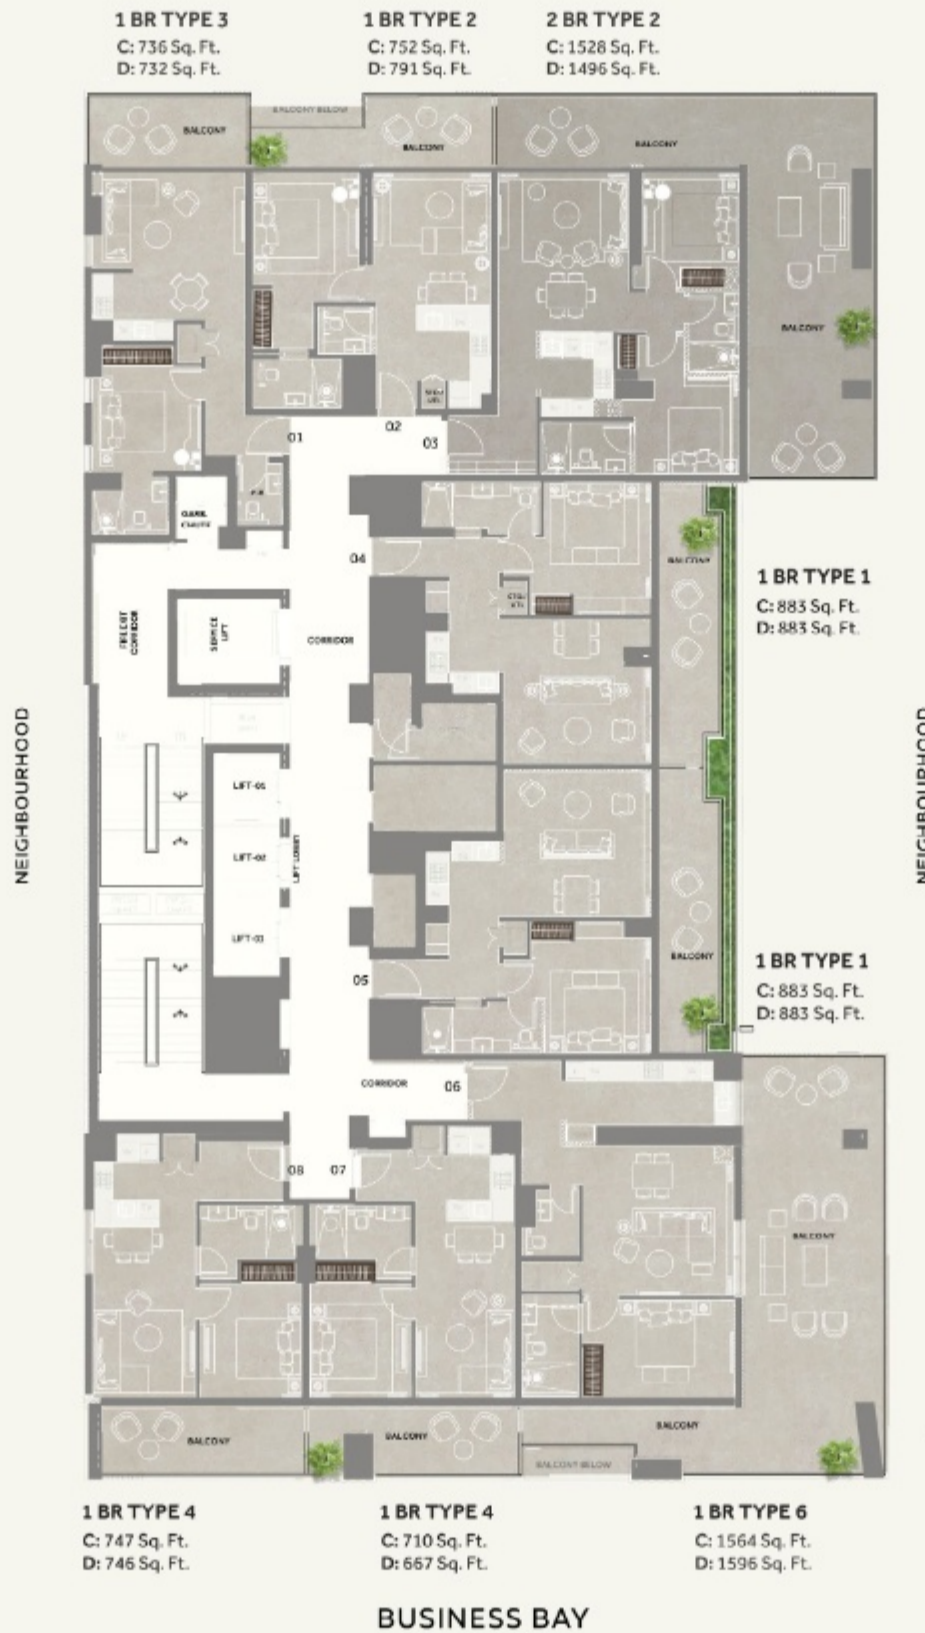 1 BR TYPE 3
C: 736 Sq. Ft.
D: 732 Sq. Ft.
1 BR TYPE 2
C: 752 Sq. Ft.
D: 791 Sq. Ft.
2 BR TYPE 2
C: 1528 Sq. Ft.
D: 1496 Sq. Ft.
BALCONY
BALCONY BELOW
BALCONY
BALCONY
BALCONY
01
02
03
GARB.
CHUTE
04
BALCONY
1 BR TYPE 1
C: 883 Sq. Ft.
D: 883 Sq. Ft.
CORRIDOR
SERVICE
LIFT
CORRIDOR
NEIGHBOURHOOD
NEIGHBOURHOOD
LIFT-01
LIFT-02
LIFT LOBBY
LIFT-03
05
BALCONY
1 BR TYPE 1
C: 883 Sq. Ft.
D: 883 Sq. Ft.
CORRIDOR
06
08
07
BALCONY
BALCONY
BALCONY
BALCONY
BALCONY BELOW
1 BR TYPE 4
C: 747 Sq. Ft.
D: 746 Sq. Ft.
1 BR TYPE 4
C: 710 Sq. Ft.
D: 667 Sq. Ft.
1 BR TYPE 6
C: 1564 Sq. Ft.
D: 1596 Sq. Ft.
BUSINESS BAY